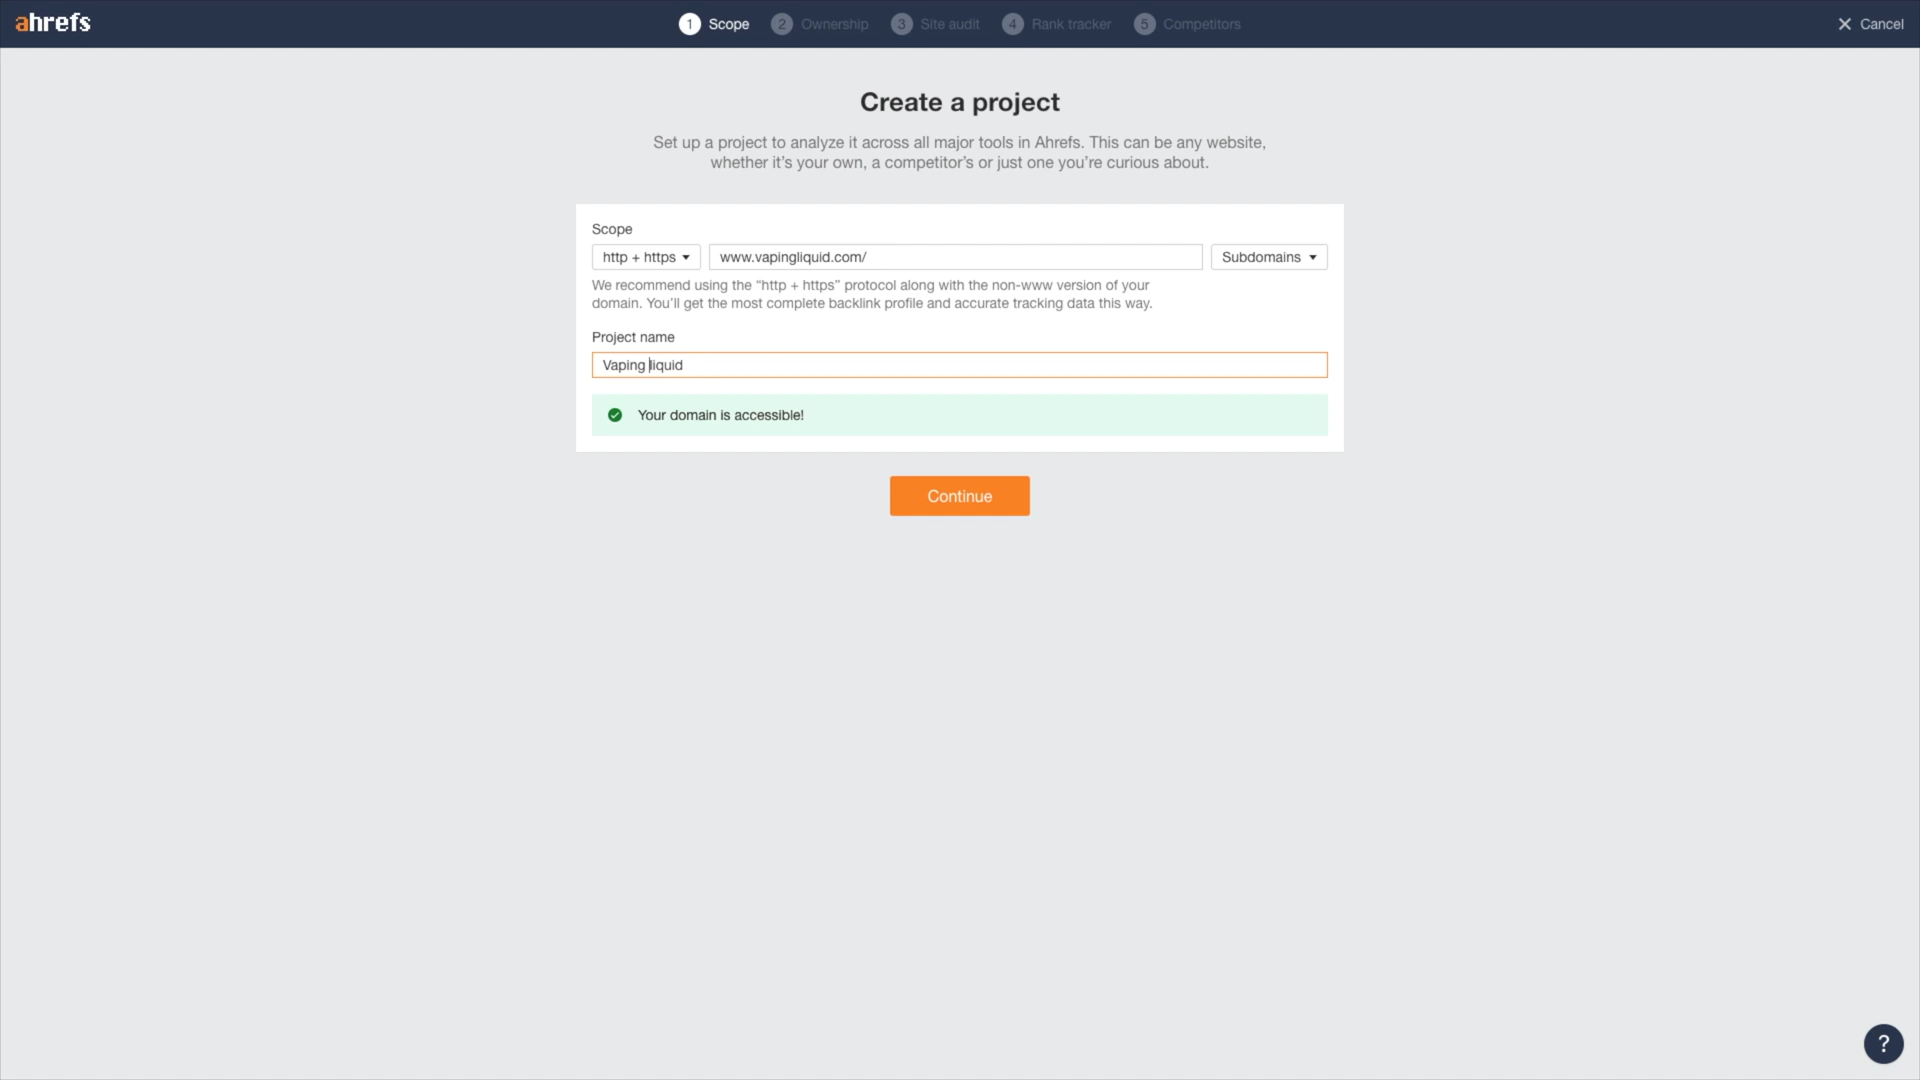 ahrefs
1 Scope 2 Ownership 3 Site audit 4 Rank tracker 5 Competitors
Cancel
Create a project
Set up a project to analyze it across all major tools in Ahrefs. This can be any website,
whether it’s your own, a competitor’s or just one you’re curious about.
Scope
http + https www.vapingliquid.com/ Subdomains
We recommend using the “http + https” protocol along with the non-www version of your
domain. You’ll get the most complete backlink profile and accurate tracking data this way.
Project name
Vaping liquid
Your domain is accessible!
Continue
?